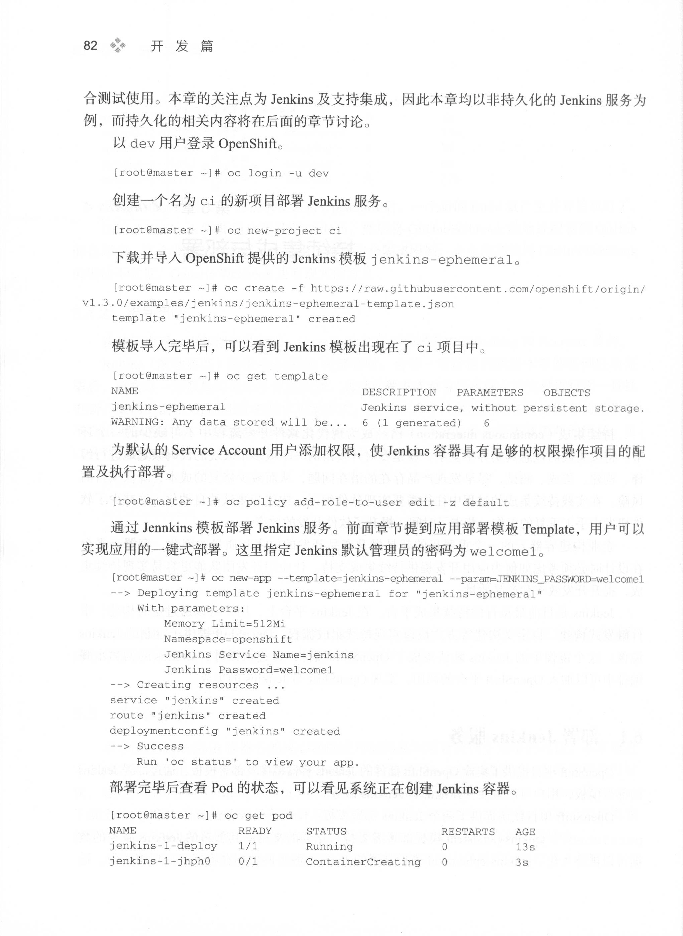 82 开 发 篇
合测试使用。本章的关注点为 Jenkins 及支持集成，因此本章均以非持久化的 Jenkins 服务为
例，而持久化的相关内容将在后面的章节讨论。
以 dev 用户登录 OpenShift。
[root@master ~]# oc login -u dev
创建一个名为 ci 的新项目部署 Jenkins 服务。
[root@master ~]# oc new-project ci
下载并导入 OpenShift 提供的 Jenkins 模板 jenkins-ephemeral。
[root@master ~]# oc create -f https://raw.githubusercontent.com/openshift/origin/
v1.3.0/examples/jenkins/jenkins-ephemeral-template.json
template "jenkins-ephemeral" created
模板导入完毕后，可以看到 Jenkins 模板出现在了 ci 项目中。
[root@master ~]# oc get template
NAME DESCRIPTION PARAMETERS OBJECTS
jenkins-ephemeral Jenkins service, without persistent storage.
WARNING: Any data stored will be... 6 (1 generated) 6
为默认的 Service Account 用户添加权限，使 Jenkins 容器具有足够的权限操作项目的配
置及执行部署。
[root@master ~]# oc policy add-role-to-user edit -z default
通过 Jennkins 模板部署 Jenkins 服务。前面章节提到应用部署模板 Template，用户可以
实现应用的一键式部署。这里指定 Jenkins 默认管理员的密码为 welcome1。
[root@master ~]# oc new-app --template=jenkins-ephemeral --param=JENKINS_PASSWORD=welcome1
--> Deploying template jenkins-ephemeral for "jenkins-ephemeral"
With parameters:
Memory Limit=512Mi
Namespace=openshift
Jenkins Service Name=jenkins
Jenkins Password=welcome1
--> Creating resources ...
service "jenkins" created
route "jenkins" created
deploymentconfig "jenkins" created
--> Success
Run 'oc status' to view your app.
部署完毕后查看 Pod 的状态，可以看见系统正在创建 Jenkins 容器。
[root@master ~]# oc get pod
NAME READY STATUS RESTARTS AGE
jenkins-1-deploy 1/1 Running 0 13s
jenkins-1-jhph0 0/1 ContainerCreating 0 3s